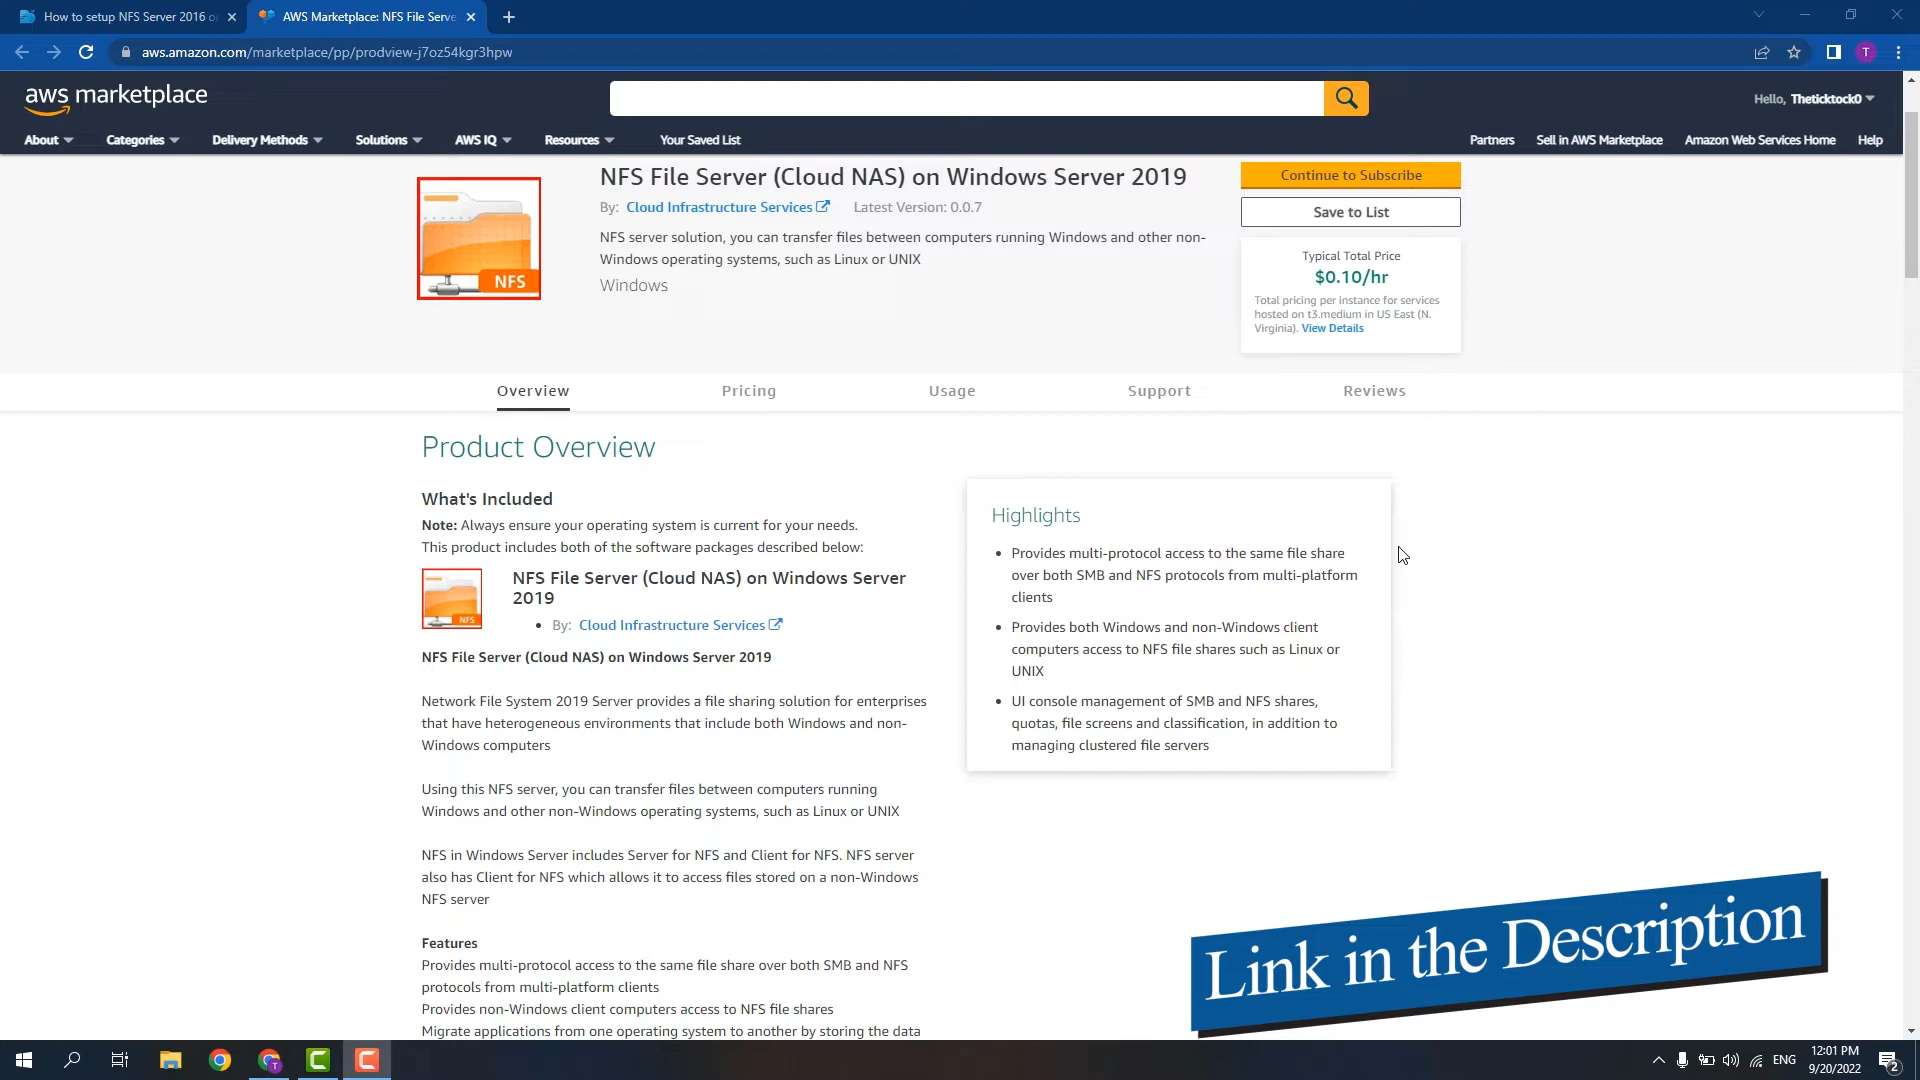 How to setup NFS Server 2016 o
AWS Marketplace: NFS File Serve
aws.amazon.com/marketplace/pp/prodview-j7oz54kgr3hpw
T
aws marketplace
Hello, Theticktock0
About
Categories
Delivery Methods
Solutions
AWS IQ
Resources
Your Saved List
Partners
Sell in AWS Marketplace
Amazon Web Services Home
Help
NFS
NFS File Server (Cloud NAS) on Windows Server 2019
By: Cloud Infrastructure Services Latest Version: 0.0.7
NFS server solution, you can transfer files between computers running Windows and other non-
Windows operating systems, such as Linux or UNIX
Windows
Continue to Subscribe
Save to List
Typical Total Price
$0.10/hr
Total pricing per instance for services
hosted on t3.medium in US East (N.
Virginia). View Details
Overview
Pricing
Usage
Support
Reviews
Product Overview
What's Included
Note: Always ensure your operating system is current for your needs.
This product includes both of the software packages described below:
NFS
NFS File Server (Cloud NAS) on Windows Server
2019
• By: Cloud Infrastructure Services
NFS File Server (Cloud NAS) on Windows Server 2019
Network File System 2019 Server provides a file sharing solution for enterprises
that have heterogeneous environments that include both Windows and non-
Windows computers
Using this NFS server, you can transfer files between computers running
Windows and other non-Windows operating systems, such as Linux or UNIX
NFS in Windows Server includes Server for NFS and Client for NFS. NFS server
also has Client for NFS which allows it to access files stored on a non-Windows
NFS server
Features
Provides multi-protocol access to the same file share over both SMB and NFS
protocols from multi-platform clients
Provides non-Windows client computers access to NFS file shares
Migrate applications from one operating system to another by storing the data
Highlights
• Provides multi-protocol access to the same file share
over both SMB and NFS protocols from multi-platform
clients
• Provides both Windows and non-Windows client
computers access to NFS file shares such as Linux or
UNIX
• UI console management of SMB and NFS shares,
quotas, file screens and classification, in addition to
managing clustered file servers
Link in the Description
T
ENG
12:01 PM
9/20/2022
2